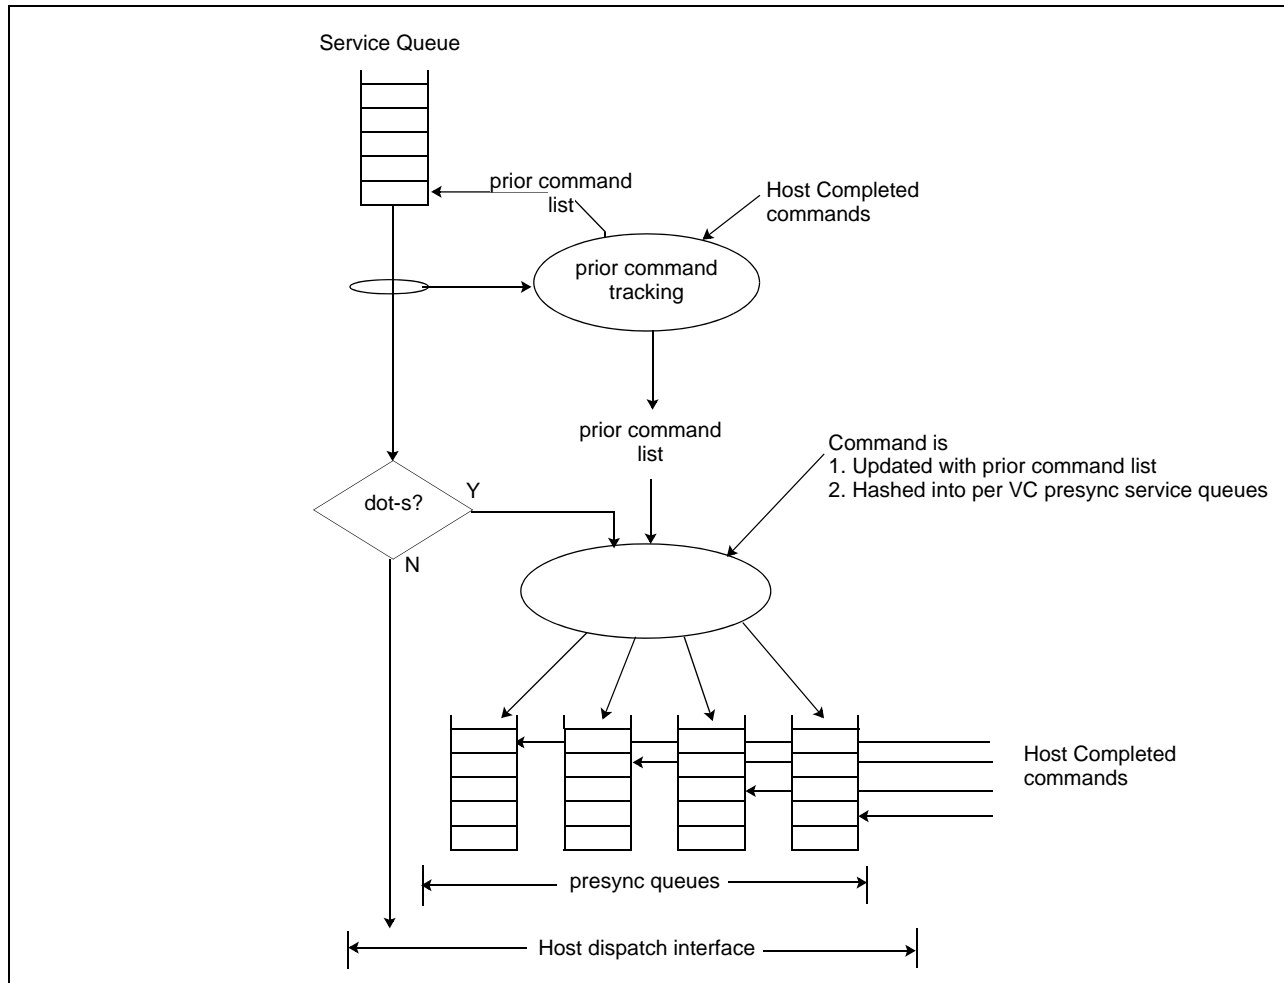 Service Queue
prior command
list
Host Completed
commands
prior command
tracking
prior command
list
Command is
1. Updated with prior command list
2. Hashed into per VC presync service queues
dot-s?
Y
N
Host Completed
commands
presync queues
Host dispatch interface